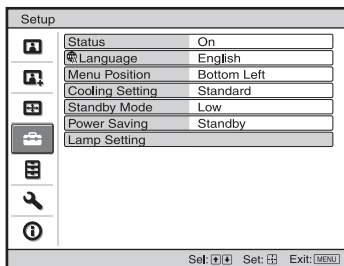 Setup
Status On
Language English
Menu Position Bottom Left
Cooling Setting Standard
Standby Mode Low
Power Saving Standby
Lamp Setting
Sel: Set: Exit: MENU